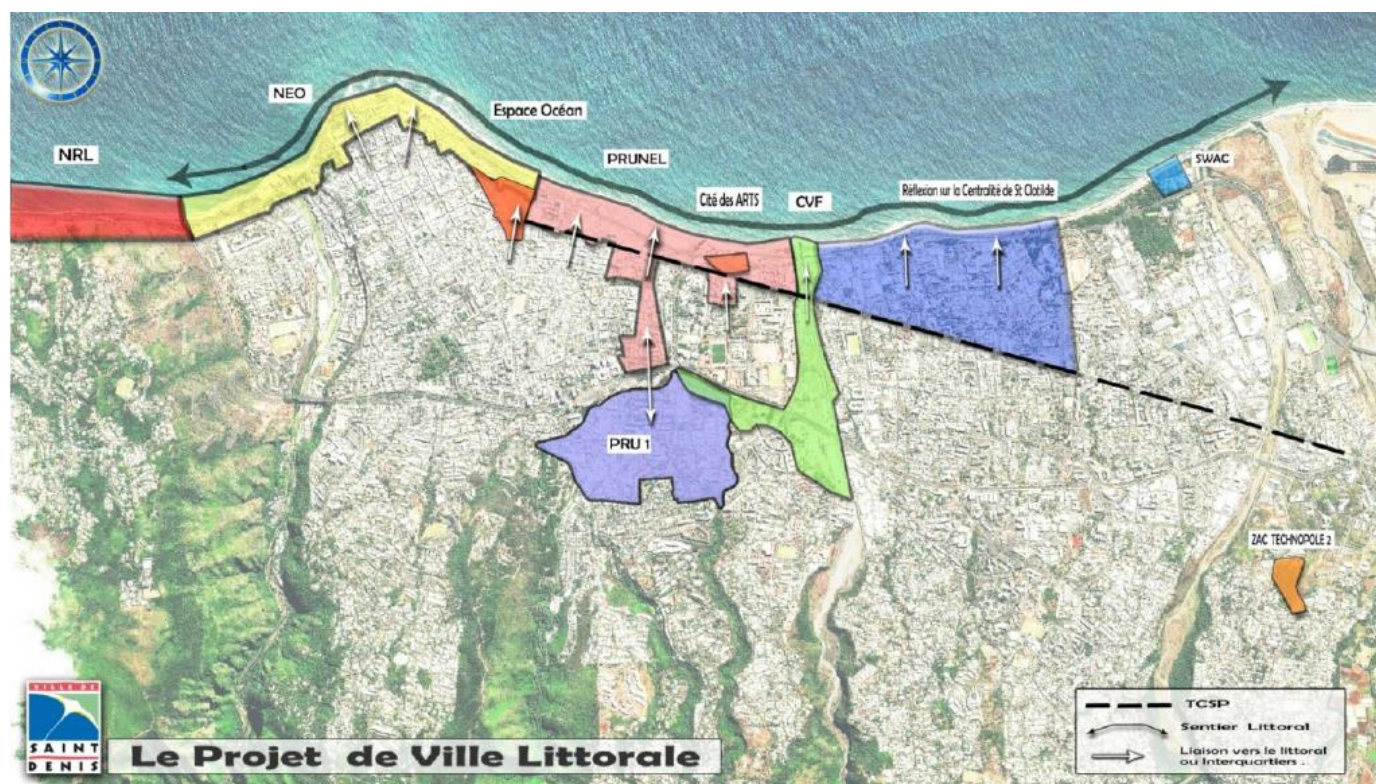 NEO
Espace Océan
NRL
PRUNEL
SWAC
Cité des ARTS
CVF
Réflexion sur la Centralité de St Clotilde
PRU 1
ZAC TECHNOPOLE 2
TCSP
Sentier Littoral
Liaison vers le littoral
ou Interquartiers .
VILLE DE
SAINT
DENIS
Le Projet de Ville Littorale